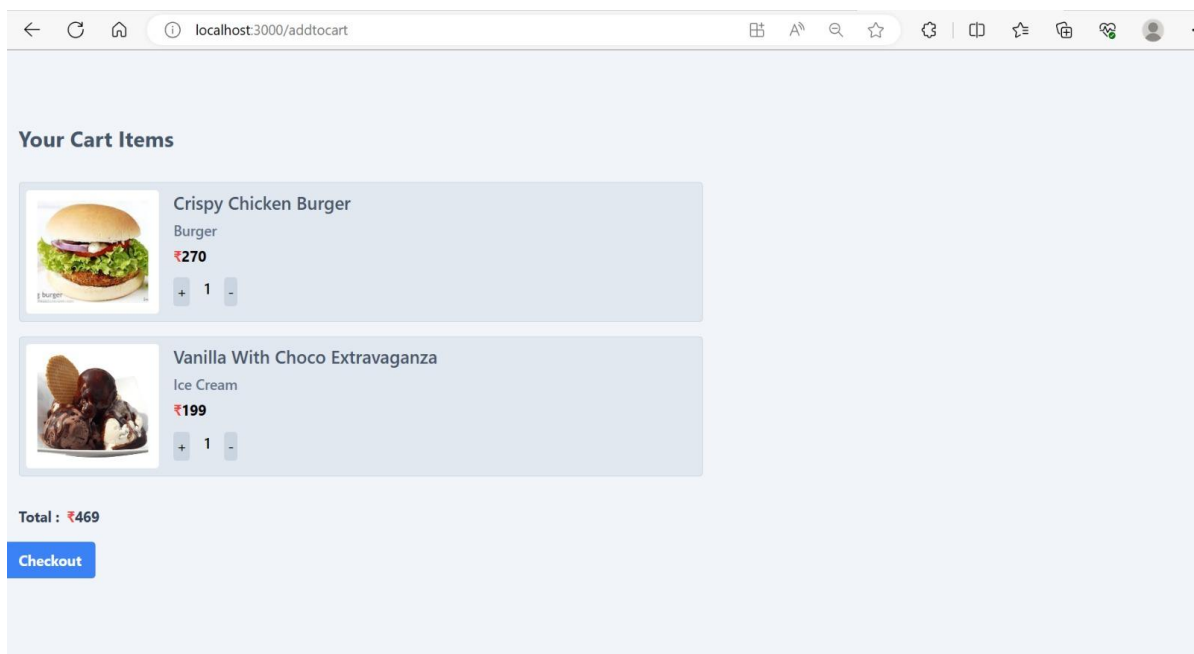 localhost:3000/addtocart
Your Cart Items
Crispy Chicken Burger
Burger
₹270
+ 1 -
Vanilla With Choco Extravaganza
Ice Cream
₹199
+ 1 -
Total : ₹469
Checkout